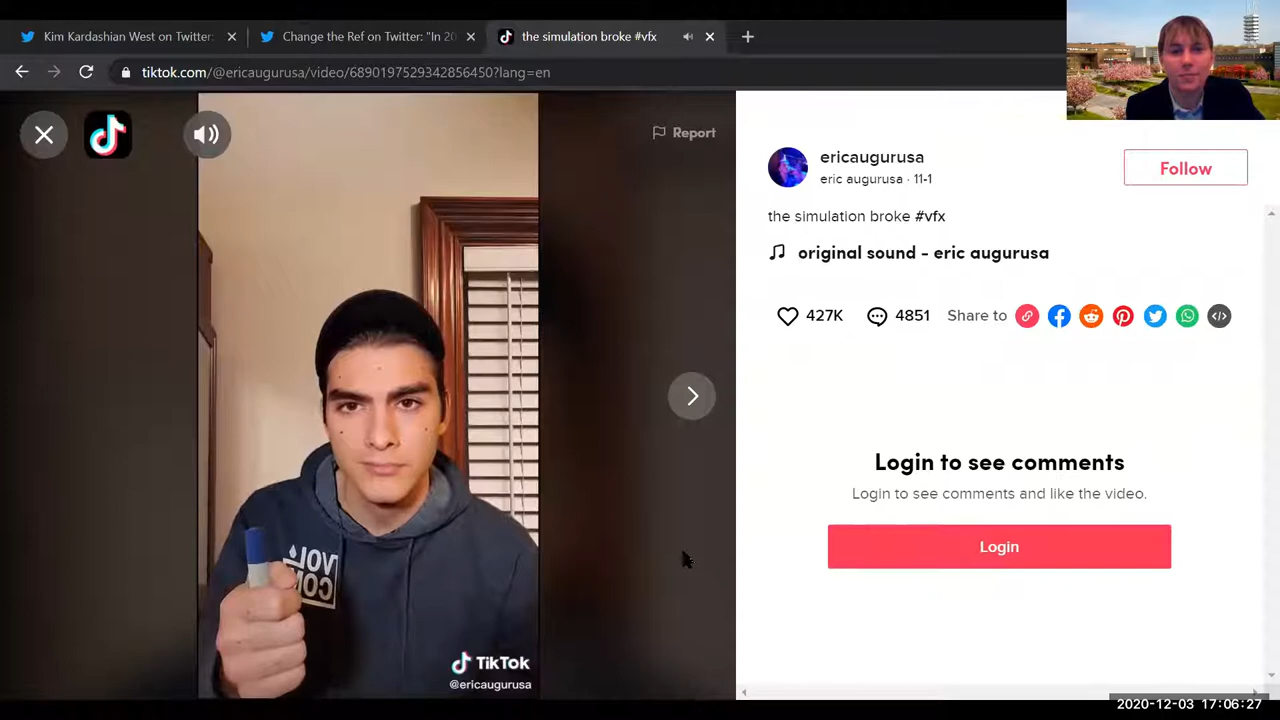 Kim Kardashian West on Twitter:
Change the Ref on Twitter: "In 20
the simulation broke #vfx
tiktok.com/@ericaugurusa/video/6890197529342856450?lang=en
Report
ericaugurusa
eric augurusa · 11-1
Follow
the simulation broke #vfx
original sound - eric augurusa
427K
4851
Share to
Login to see comments
Login to see comments and like the video.
Login
VOL
COM
TikTok
@ericaugurusa
2020-12-03 17:06:27